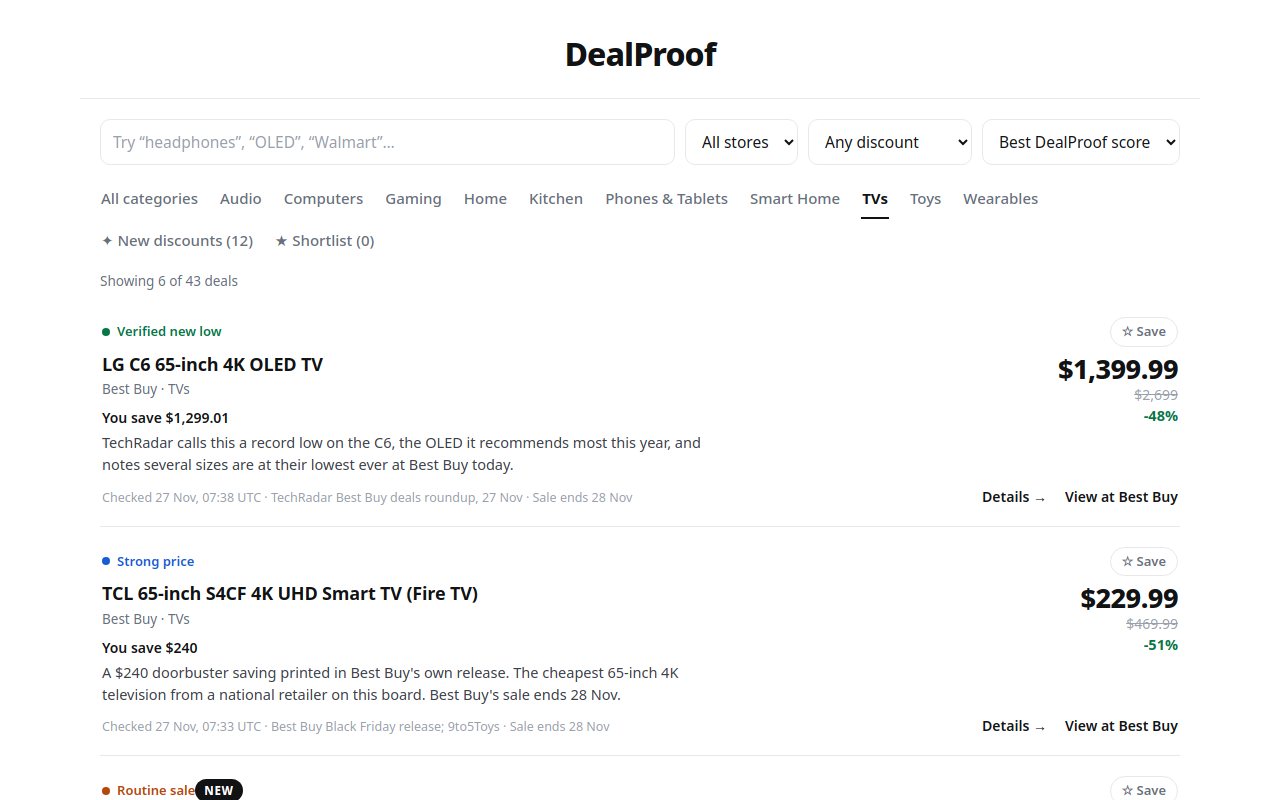 DealProof
Try “headphones”, “OLED”, “Walmart”...
All stores
Any discount
Best DealProof score
All categories Audio Computers Gaming Home Kitchen Phones & Tablets Smart Home TVs Toys Wearables
✦ New discounts (12) ★ Shortlist (0)
Showing 6 of 43 deals
Verified new low
☆ Save
LG C6 65-inch 4K OLED TV
$1,399.99
Best Buy · TVs
$2,699
You save $1,299.01
-48%
TechRadar calls this a record low on the C6, the OLED it recommends most this year, and
notes several sizes are at their lowest ever at Best Buy today.
Checked 27 Nov, 07:38 UTC · TechRadar Best Buy deals roundup, 27 Nov · Sale ends 28 Nov
Details → View at Best Buy
Strong price
☆ Save
TCL 65-inch S4CF 4K UHD Smart TV (Fire TV)
$229.99
Best Buy · TVs
$469.99
You save $240
-51%
A $240 doorbuster saving printed in Best Buy's own release. The cheapest 65-inch 4K
television from a national retailer on this board. Best Buy's sale ends 28 Nov.
Checked 27 Nov, 07:33 UTC · Best Buy Black Friday release; 9to5Toys · Sale ends 28 Nov
Details → View at Best Buy
Routine sale NEW
☆ Save